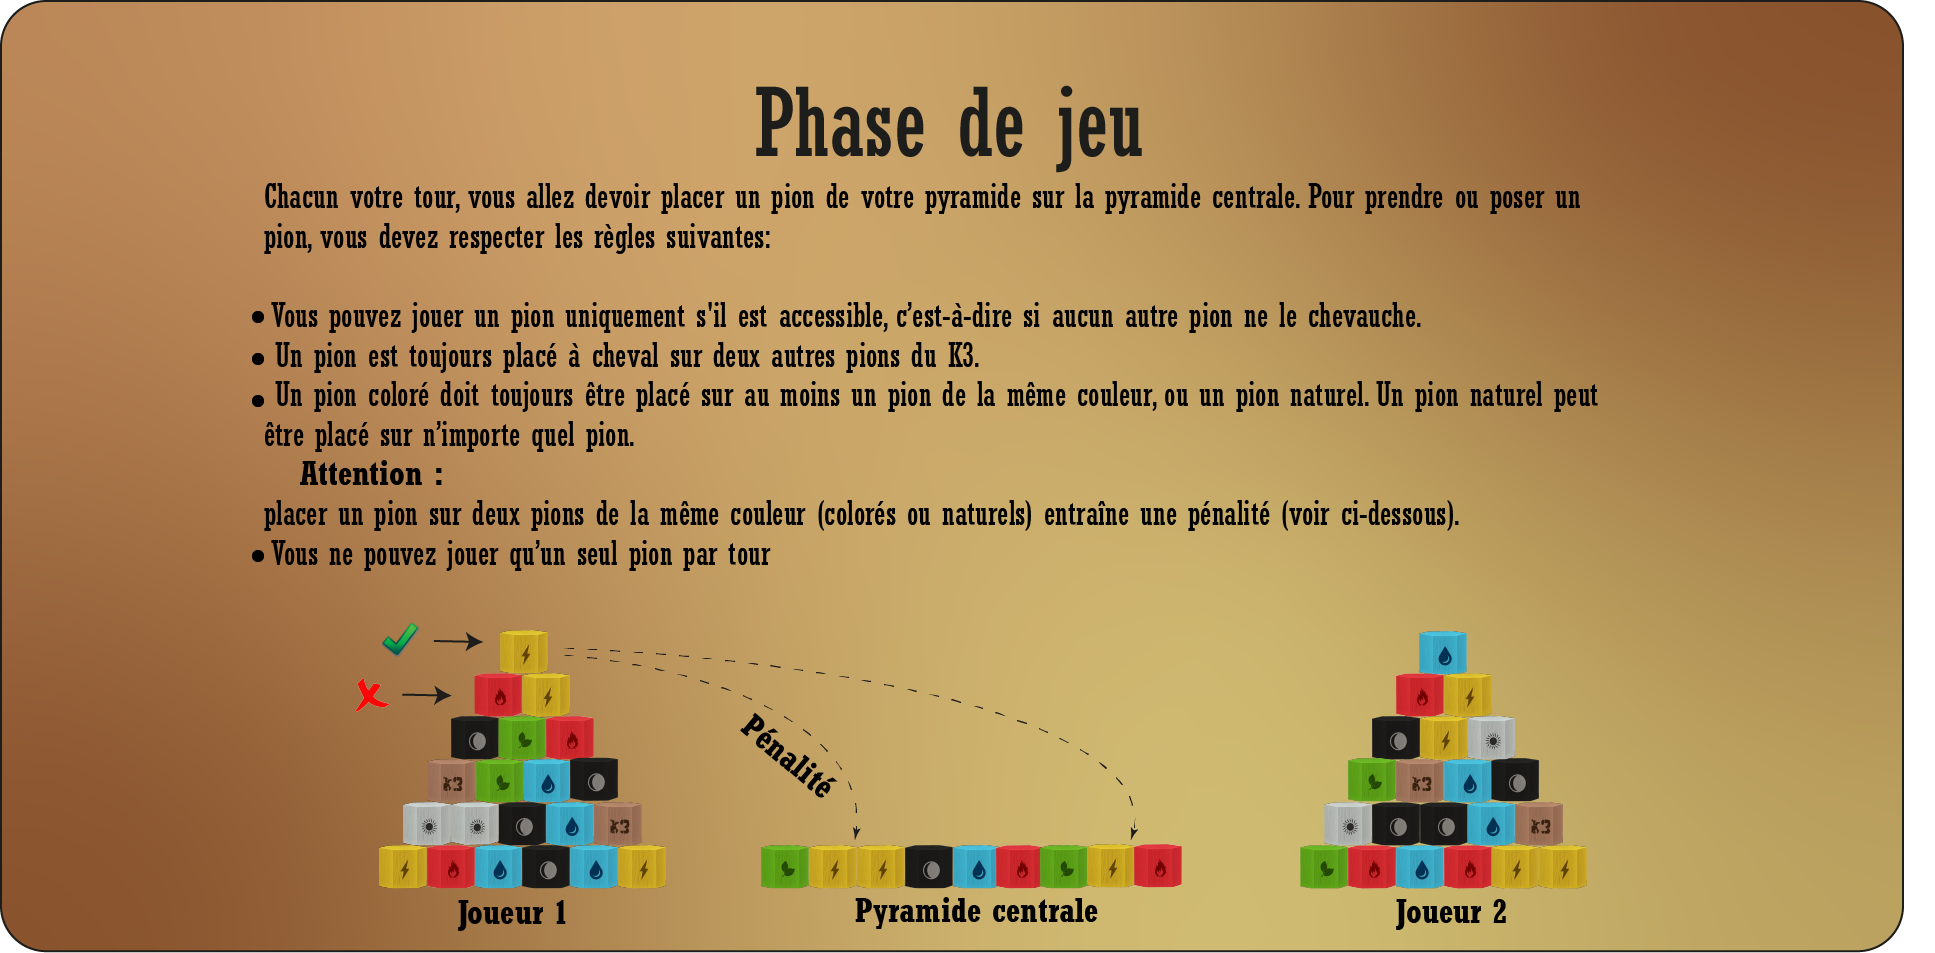 Phase de jeu
Chacun votre tour, vous allez devoir placer un pion de votre pyramide sur la pyramide centrale. Pour prendre ou poser un
pion, vous devez respecter les règles suivantes:
• Vous pouvez jouer un pion uniquement s'il est accessible, c’est-à-dire si aucun autre pion ne le chevauche.
• Un pion est toujours placé à cheval sur deux autres pions du K3.
• Un pion coloré doit toujours être placé sur au moins un pion de la même couleur, ou un pion naturel. Un pion naturel peut
être placé sur n’importe quel pion.
Attention :
placer un pion sur deux pions de la même couleur (colorés ou naturels) entraîne une pénalité (voir ci-dessous).
• Vous ne pouvez jouer qu’un seul pion par tour
Pénalité
K3
K3
K3
K3
Joueur 1
Pyramide centrale
Joueur 2